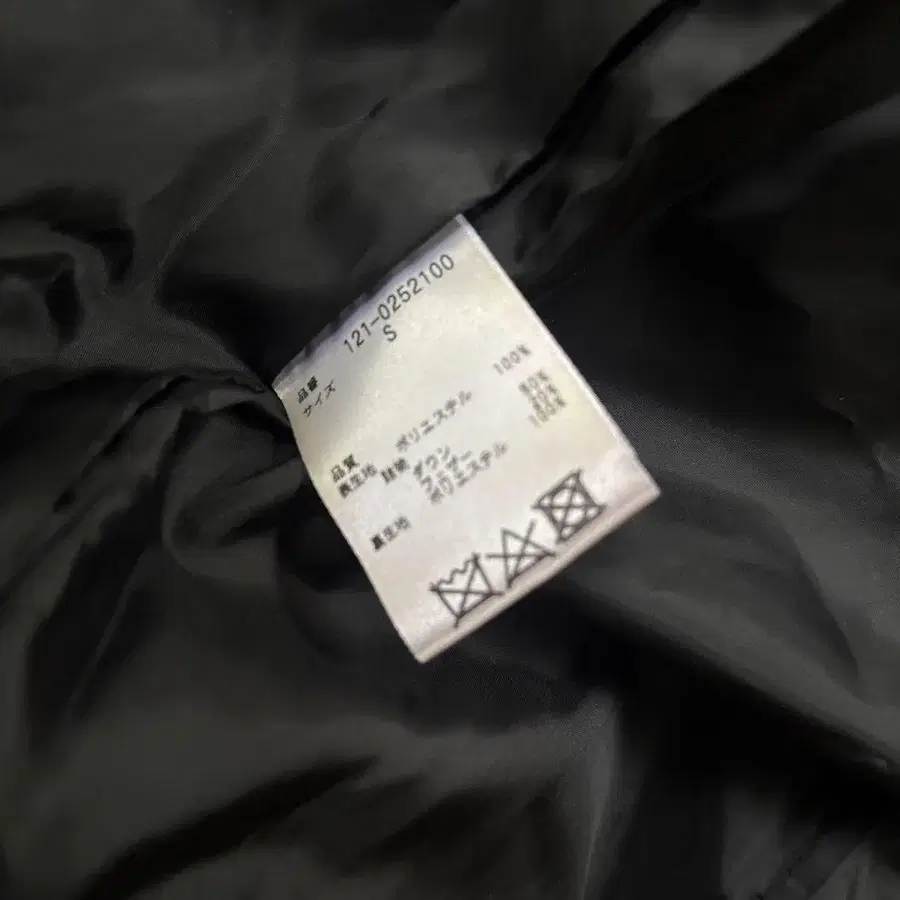 品番 121-0252100
サイズ S
品質
表生地 ポリエステル 100%
詰物 ダウン
フェザー
裏生地 ポリエステル 100%